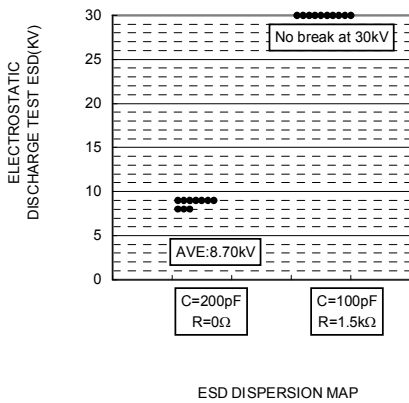 ELECTROSTATIC
DISCHARGE TEST ESD(KV)
30
25
20
15
10
5
0
No break at 30kV
AVE:8.70kV
C=200pF
R=0Ω
C=100pF
R=1.5kΩ
ESD DISPERSION MAP